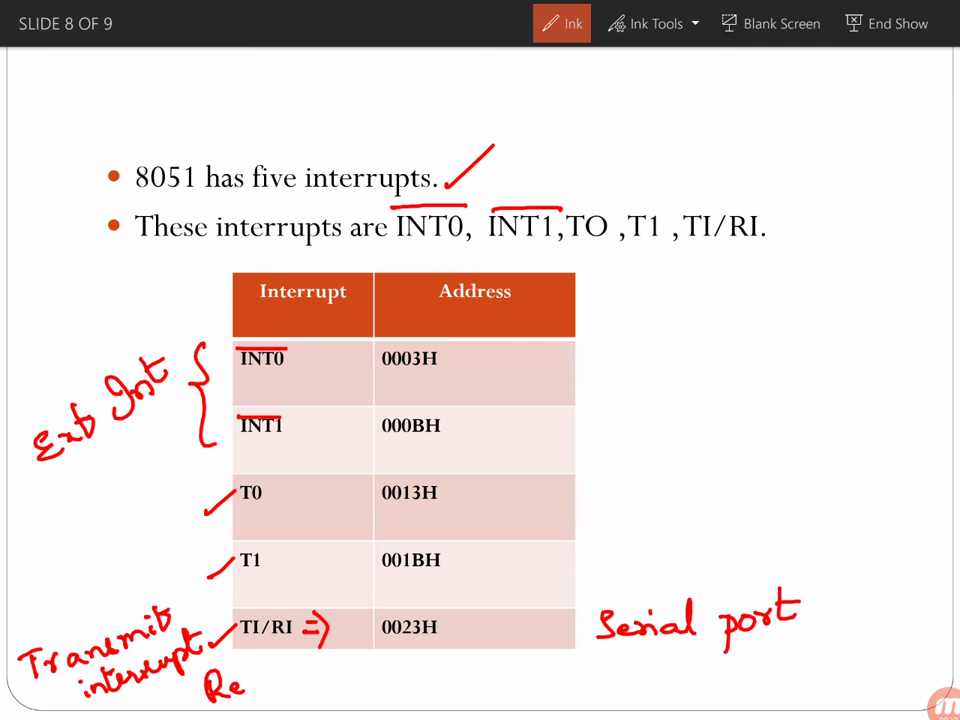 SLIDE 8 OF 9 Ink Ink Tools Blank Screen End Show
• 8051 has five interrupts.
• These interrupts are INT0, INT1,TO ,T1 ,TI/RI.
Interrupt Address
INT0 0003H
INT1 000BH
Ext Int
T0 0013H
T1 001BH
TI/RI => 0023H Serial port
Transmit
interrupt
Re